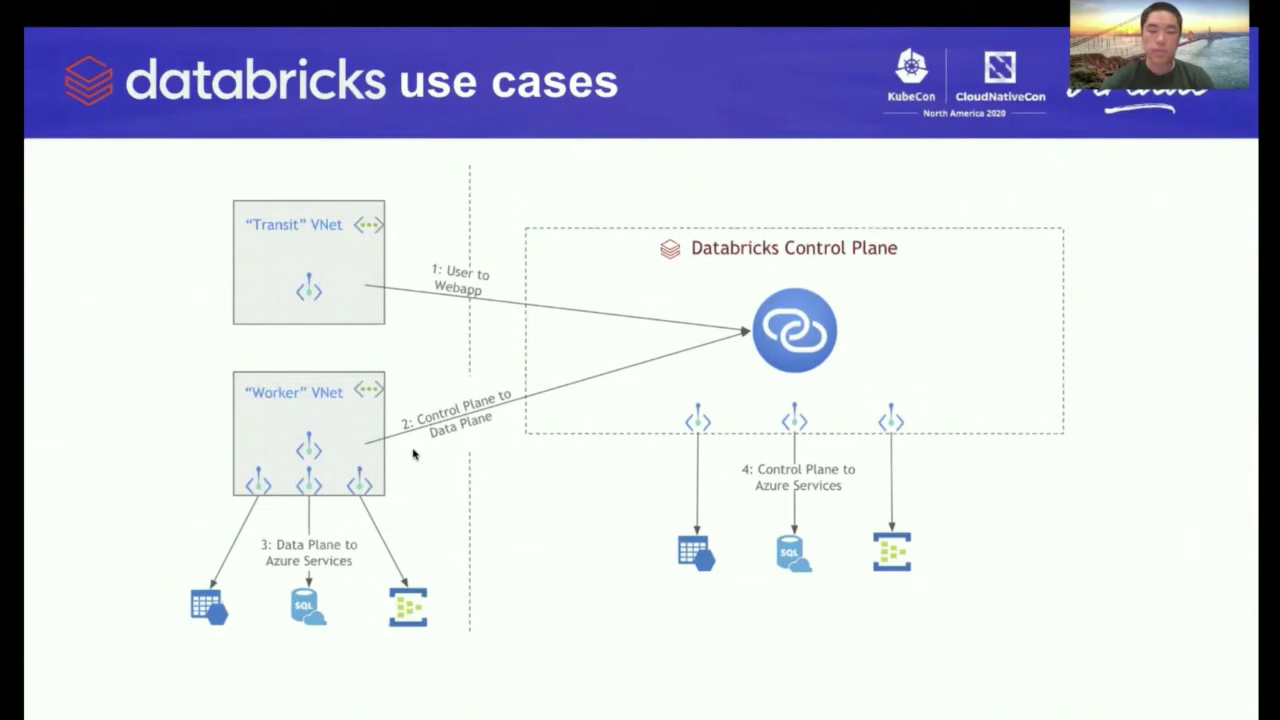 databricks use cases
KubeCon
CloudNativeCon
North America 2020
"Transit" VNet
1: User to
Webapp
Databricks Control Plane
"Worker" VNet
2: Control Plane to
Data Plane
4: Control Plane to
Azure Services
SQL
3: Data Plane to
Azure Services
SQL